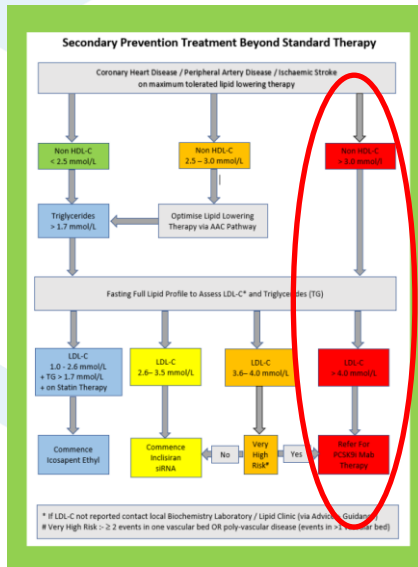 Secondary Prevention Treatment Beyond Standard Therapy
Coronary Heart Disease / Peripheral Artery Disease / Ischaemic Stroke
on maximum tolerated lipid lowering therapy
Non HDL-C
< 2.5 mmol/L
Non HDL-C
2.5 – 3.0 mmol/L
Non HDL-C
mmol/l
Triglycerides
> 1.7 mmol/L
Optimise Lipid Lowering
Therapy via AAC Pathway
Fasting Full Lipid Profile to Assess LDL-C* and Triglycerides (TG)
LDL-C
1.0 - 2.6 mmol/L
+ TG > 1.7 mmol/L
+ on Statin Therapy
LDL-C
2.6– 3.5 mmol/L
LDL-C
3.6– 4.0 mmol/L
LDL-C
> 4.0 mmol/L
Commence
Icosapent Ethyl
Commence
Inclisiran
siRNA
No
Very
High
Risk*
Yes
Refer For
PCSK9i Mab
Therapy
* If LDL-C not reported contact local Biochemistry Laboratory / Lipid Clinic (via Advice Guidance)
# Very High Risk :- ≥ 2 events in one vascular bed OR poly-vascular disease (events in >1 vascular bed)